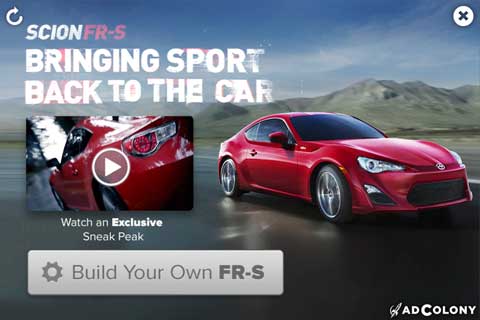 SCION FR-S
BRINGING SPORT
BACK TO THE CAR
Watch an Exclusive
Sneak Peak
Build Your Own FR-S
ADCOLONY